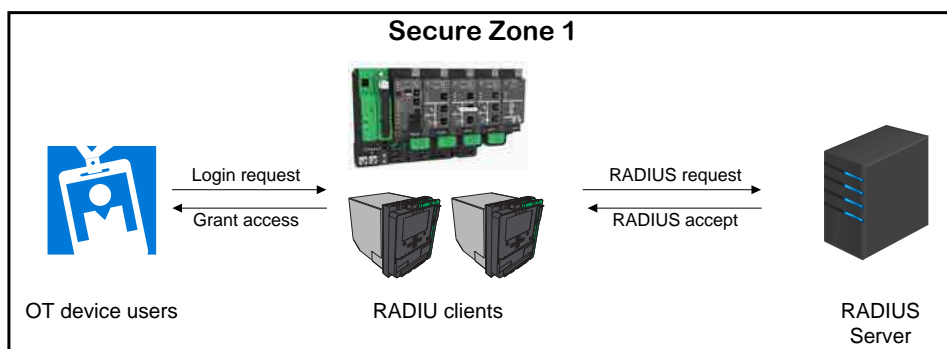 Secure Zone 1
Login request
Grant access
RADIUS request
RADIUS accept
OT device users
RADIU clients
RADIUS
Server